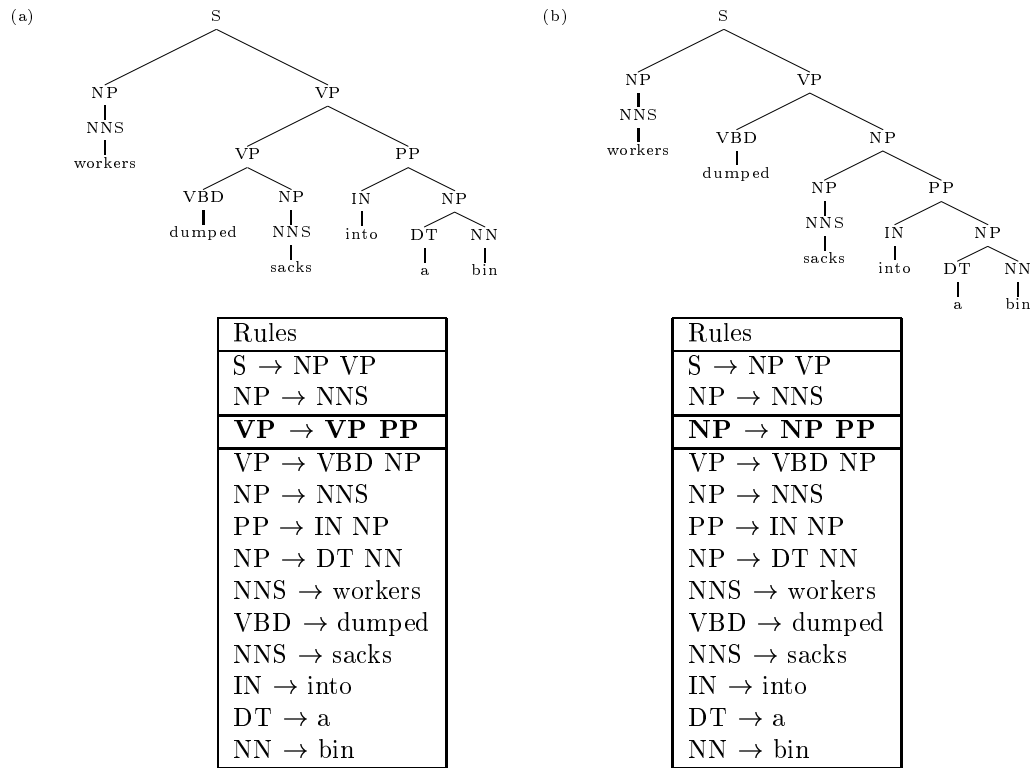 (a)
S
NP VP
NNS
workers
VP PP
VBD NP IN NP
dumped NNS into DT NN
sacks a bin
Rules
S → NP VP
NP → NNS
VP → VP PP
VP → VBD NP
NP → NNS
PP → IN NP
NP → DT NN
NNS → workers
VBD → dumped
NNS → sacks
IN → into
DT → a
NN → bin
(b)
S
NP VP
NNS
workers
VBD NP
dumped
NP PP
NNS IN NP
sacks into DT NN
a bin
Rules
S → NP VP
NP → NNS
NP → NP PP
VP → VBD NP
NP → NNS
PP → IN NP
NP → DT NN
NNS → workers
VBD → dumped
NNS → sacks
IN → into
DT → a
NN → bin